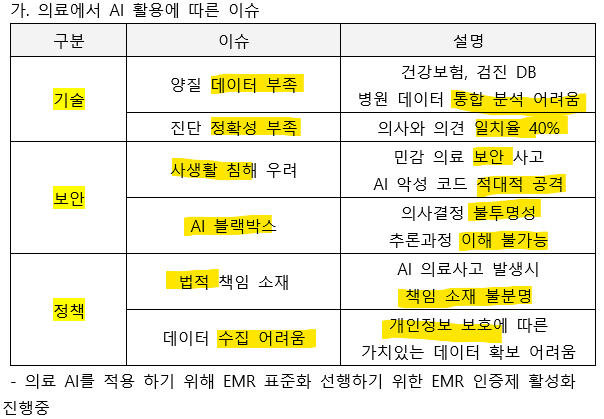 가. 의료에서 AI 활용에 따른 이슈
구분 이슈 설명
기술
양질 데이터 부족
건강보험, 검진 DB
병원 데이터 통합 분석 어려움
진단 정확성 부족
의사와 의견 일치율 40%
보안
사생활 침해 우려
민감 의료 보안 사고
AI 악성 코드 적대적 공격
AI 블랙박스
의사결정 불투명성
추론과정 이해 불가능
정책
법적 책임 소재
AI 의료사고 발생시
책임 소재 불분명
데이터 수집 어려움
개인정보 보호에 따른
가치있는 데이터 확보 어려움
- 의료 AI를 적용 하기 위해 EMR 표준화 선행하기 위한 EMR 인증제 활성화
진행중